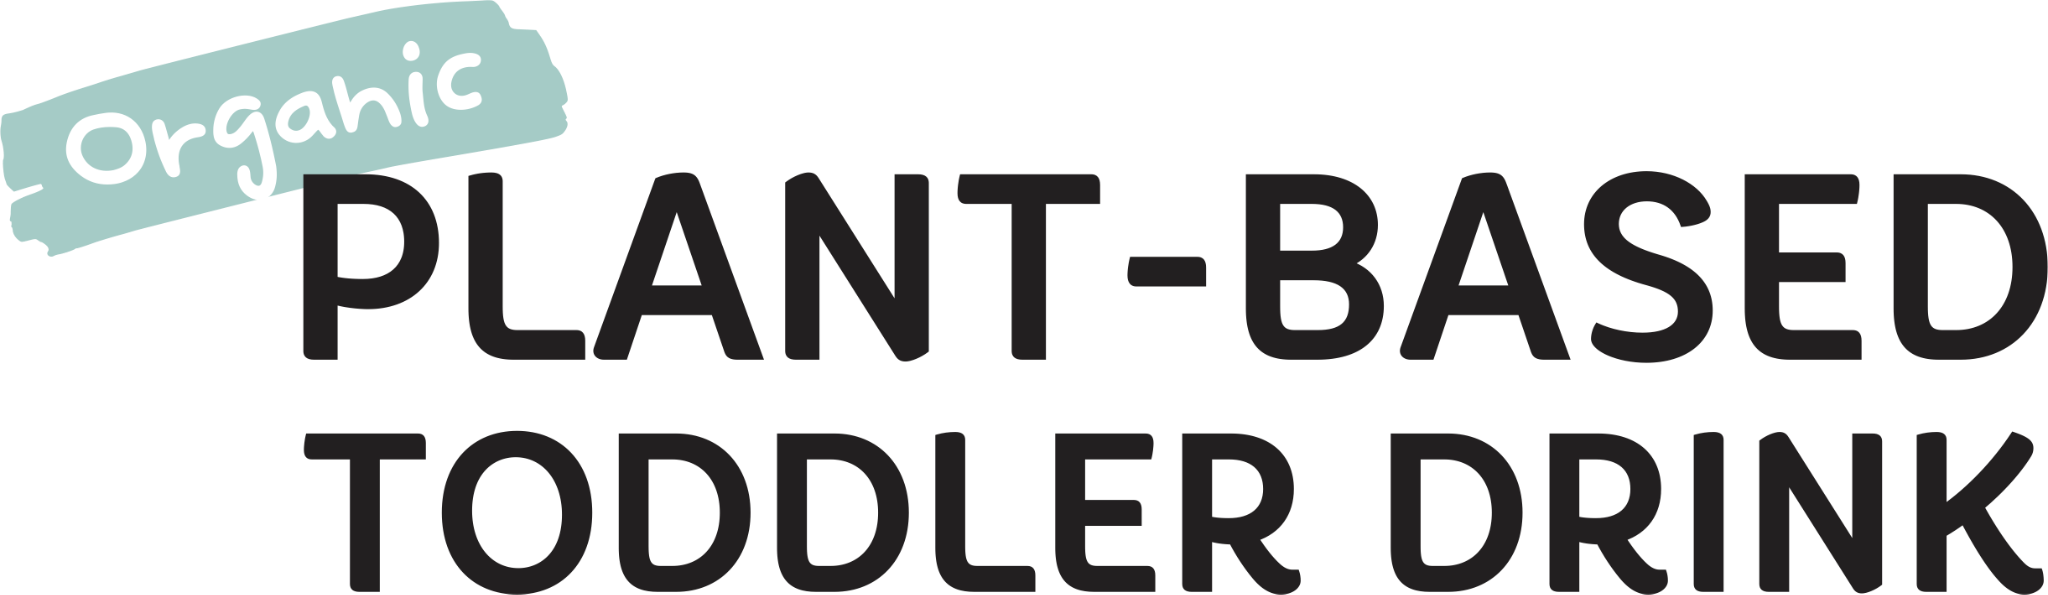 Organic
PLANT-BASED
TODDLER DRINK